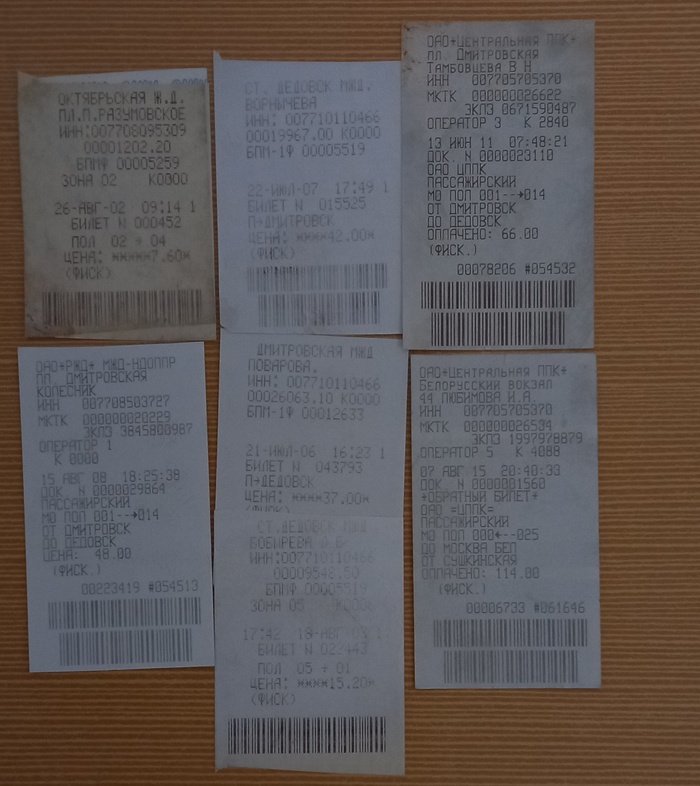 ОКТЯБРЬСКАЯ Ж.Д.
ПЛ.П.РАЗУМОВСКОЕ
ИНН:007708095309
00001202.20
БПМФ 00005259
ЗОНА 02 К0000
26-АВГ-02 09:14 1
БИЛЕТ N 000452
ПОЛ 02 + 04
ЦЕНА: *****7.60*
(ФИСК)
СТ. ДЕДОВСК МЖД.
ВОРНИЧЕВА
ИНН: 007710110466
00019967.00 К0000
БПМ-1Ф 00005519
22-ИЮЛ-07 17:49 1
БИЛЕТ N 015525
П→ДМИТРОВСК
ЦЕНА: ****42.00*
(ФИСК)
ОАО*ЦЕНТРАЛЬНАЯ ППК*
ПЛ. ДМИТРОВСКАЯ
ТАМБОВЦЕВА В Н
ИНН 007705705370
МКТК 000000026622
ЭКЛЗ 0671590487
ОПЕРАТОР 3 К 2840
13 ИЮН 11 07:48:21
ДОК. N 0000023110
ОАО ЦППК
ПАССАЖИРСКИЙ
МО ПОЛ 001--→014
ОТ ДМИТРОВСК
ДО ДЕДОВСК
ОПЛАЧЕНО: 66.00
(ФИСК.)
00078206 #054532
ОАО*РЖД* МЖД-НДОППР
ПЛ. ДМИТРОВСКАЯ
КОЛЕСНИК
ИНН 007708503727
МКТК 000000020229
ЭКЛЗ 3845800987
ОПЕРАТОР 1
К 0000
15 АВГ 08 18:25:38
ДОК. N 0000029864
ПАССАЖИРСКИЙ
МО ПОЛ 001--→014
ОТ ДМИТРОВСК
ДО ДЕДОВСК
ЦЕНА: 48.00
(ФИСК.)
00223419 #054513
ДМИТРОВСКАЯ МЖД
ПОВАРОВА.
ИНН: 007710110466
00026063.10 К0000
БПМ-1Ф 00012633
21-ИЮЛ-06 16:23 1
БИЛЕТ N 043793
П→ДЕДОВСК
ЦЕНА: ****37.00*
СТ.ДЕДОВСК МЖД
БОБЫРЕВА
ИНН:007710110466
00009548.50
БПМФ 00005519
ЗОНА 05
17:42 18-АВГ-03 1
БИЛЕТ N 022443
ПОЛ 05 + 01
ЦЕНА: ****15.20*
(ФИСК)
ОАО*ЦЕНТРАЛЬНАЯ ППК*
БЕЛОРУССКИЙ ВОКЗАЛ
44 ЛЮБИМОВА И.А.
ИНН 007705705370
МКТК 000000026534
ЭКЛЗ 1997978879
ОПЕРАТОР 5 К 4088
07 АВГ 15 20:40:33
ДОК. N 0000001560
*ОБРАТНЫЙ БИЛЕТ*
ОАО =ЦППК=
ПАССАЖИРСКИЙ
МО ПОЛ 000←--025
ДО МОСКВА БЕЛ
ОТ СУШКИНСКАЯ
ОПЛАЧЕНО: 114.00
(ФИСК.)
00006733 #061646